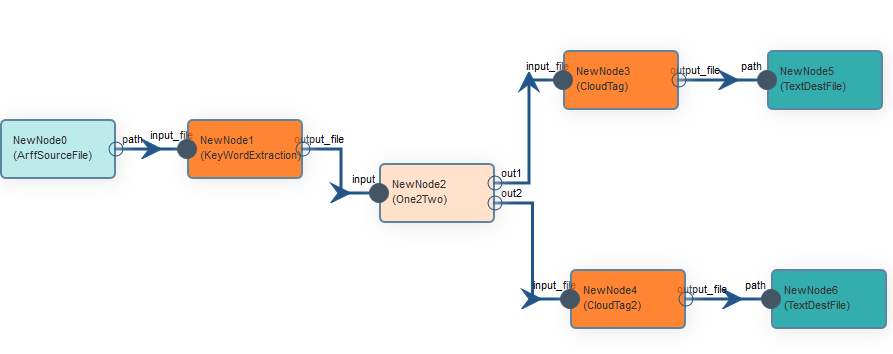 NewNode0
(ArffSourceFile)
path
input_file
NewNode1
(KeyWordExtraction)
output_file
input
NewNode2
(One2Two)
out1
out2
input_file
NewNode3
(CloudTag)
output_file
path
NewNode5
(TextDestFile)
input_file
NewNode4
(CloudTag2)
output_file
path
NewNode6
(TextDestFile)